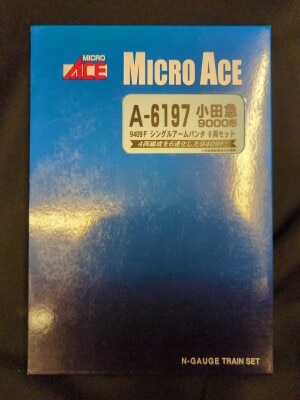 MICRO
ACE
MICRO ACE
A-6197 小田急
9000形
9409F シングルアームパンタ 6両セット
4両編成を6連化した9409F!
N-GAUGE TRAIN SET